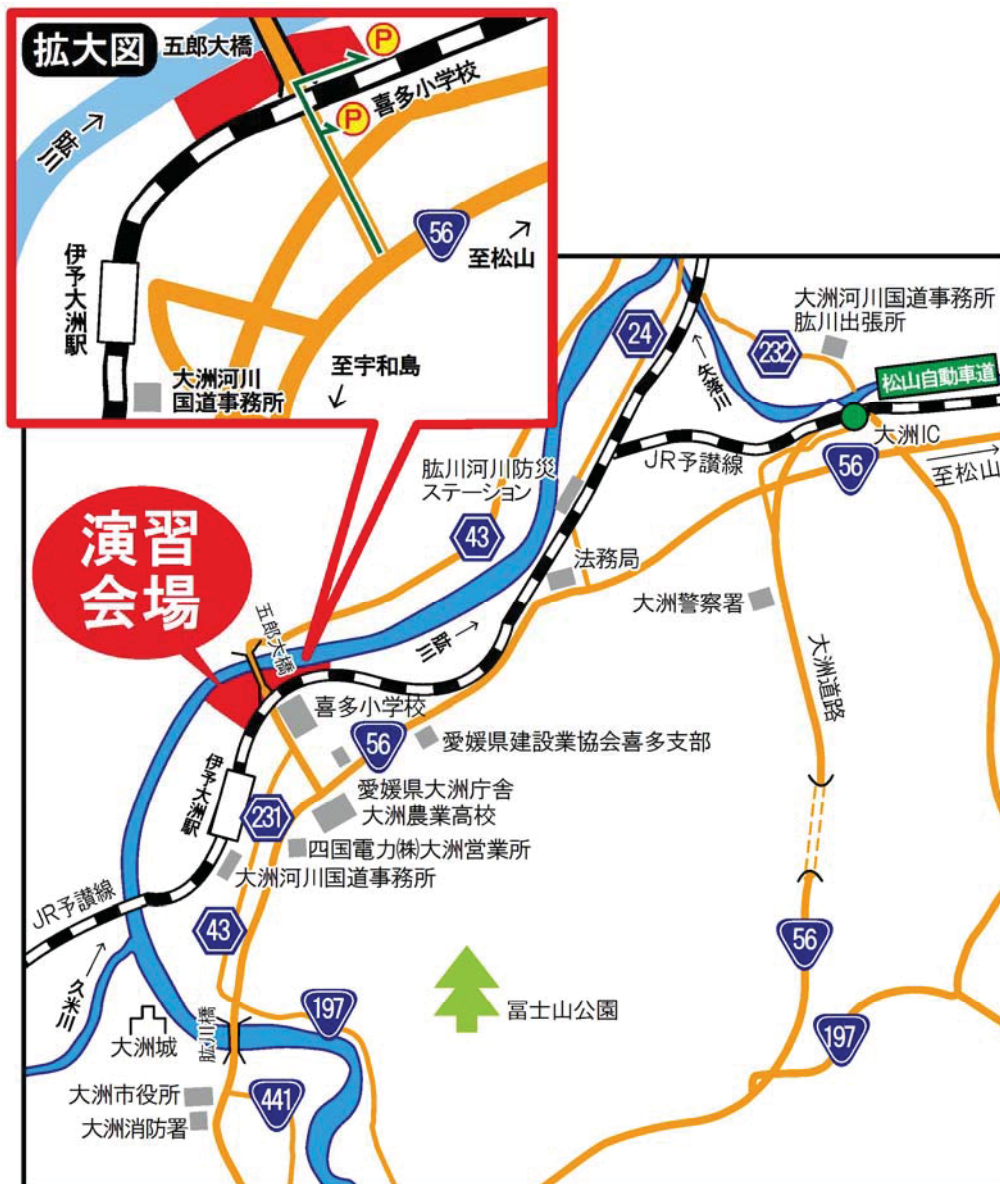 拡大図
五郎大橋
P
P
喜多小学校
肱川
56
至松山
伊予大洲駅
至宇和島
大洲河川
国道事務所
大洲河川国道事務所
肱川出張所
24
232
矢落川
松山自動車道
大洲IC
JR予讃線
56
至松山
肱川河川防災
ステーション
43
法務局
大洲警察署
演習
会場
五郎大橋
肱川
大洲道路
喜多小学校
56
愛媛県建設業協会喜多支部
伊予大洲駅
愛媛県大洲庁舎
大洲農業高校
231
四国電力㈱大洲営業所
大洲河川国道事務所
JR予讃線
43
56
久米川
197
冨士山公園
大洲城
肱川橋
197
大洲市役所
441
大洲消防署